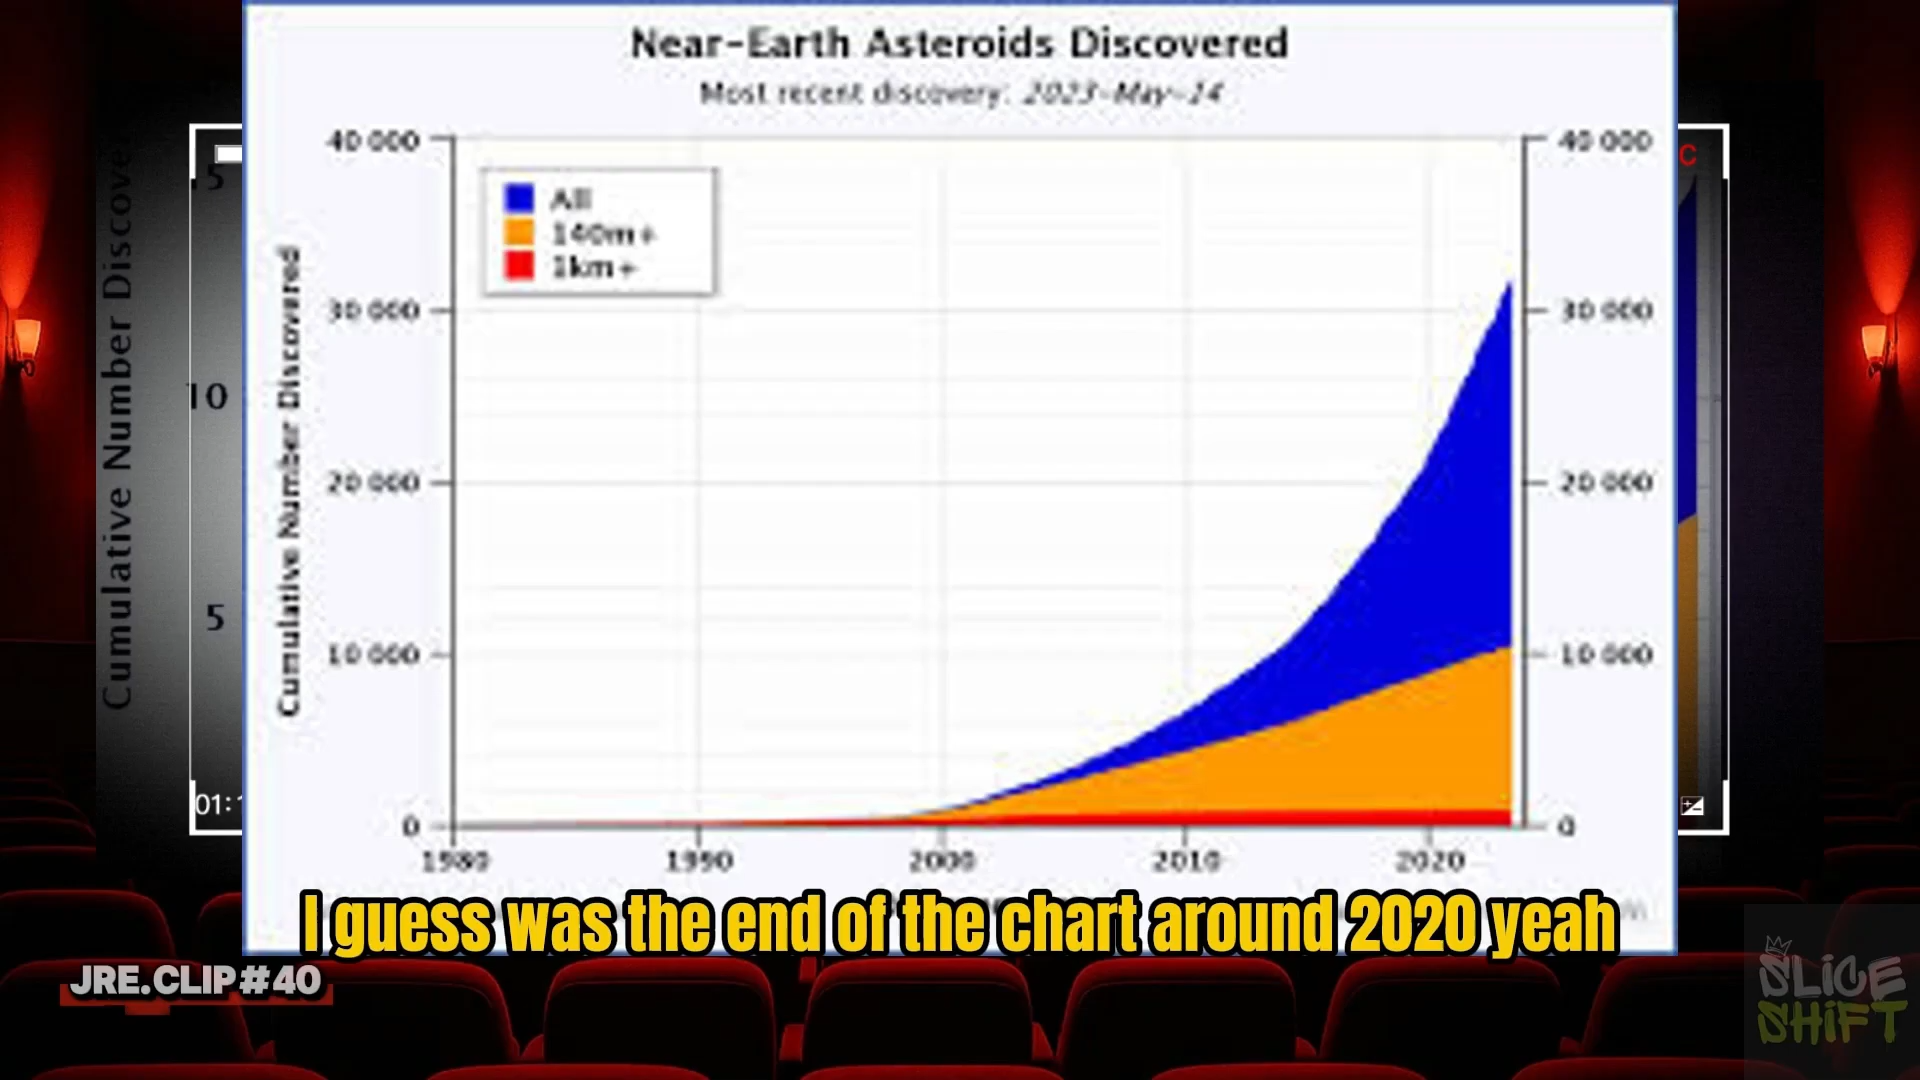 Near-Earth Asteroids Discovered
Most recent discovery: 2023-May-14
40 000
40 000
C
All
140m+
1km+
5
Cumulative Number Discover
Cumulative Number Discovered
30 000
30 000
10
20 000
20 000
5
10 000
10 000
01:1
0
0
1980
1990
2000
2010
2020
I guess was the end of the chart around 2020 yeah
JRE.CLIP#40
SLICE
SHIFT